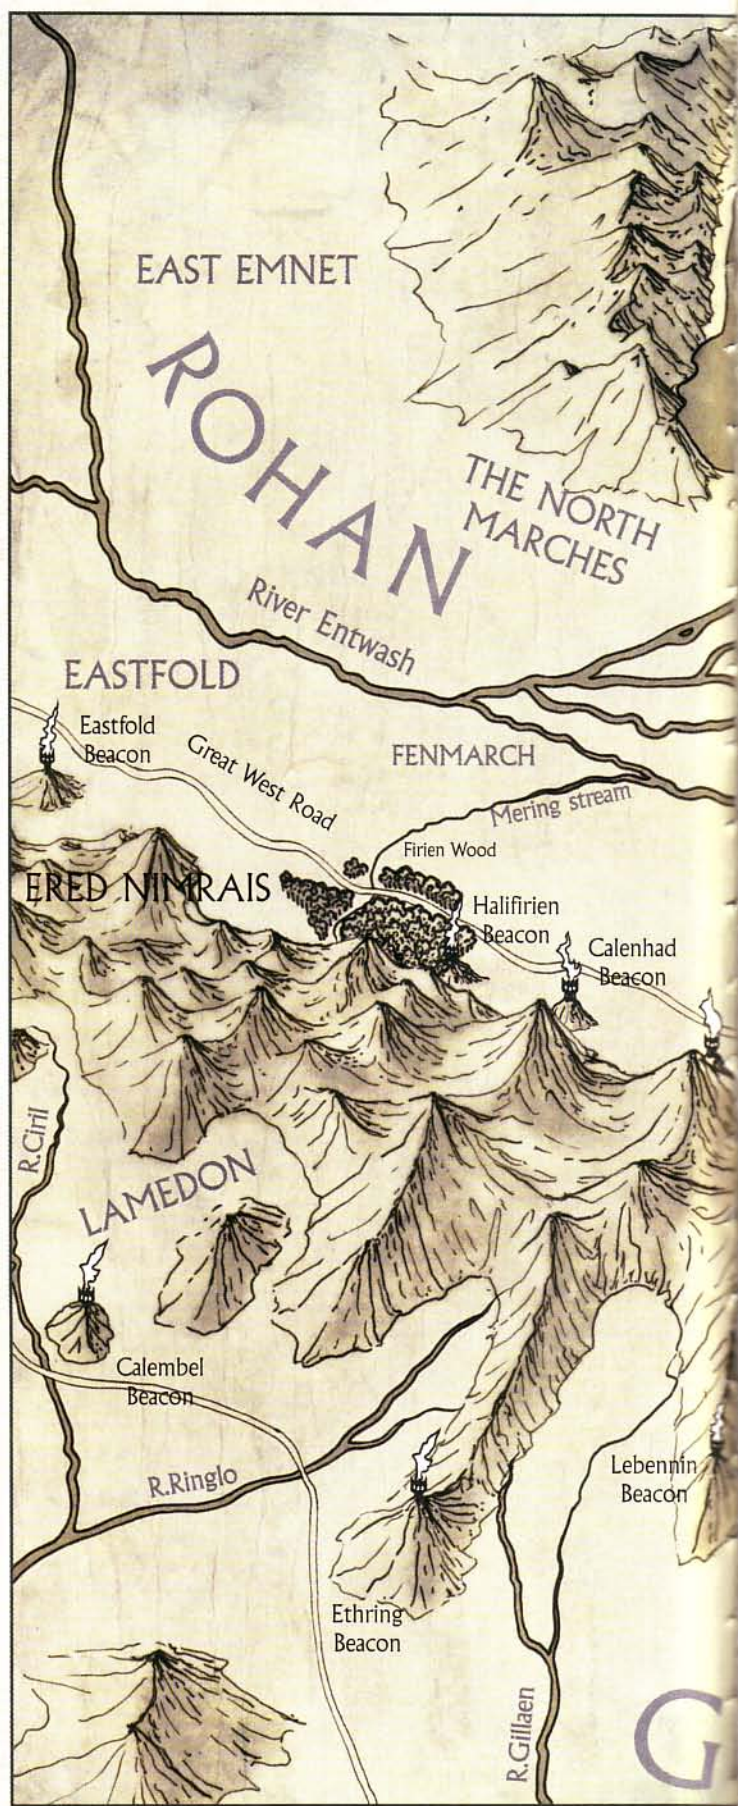 EAST EMNET
ROHAN
THE NORTH
MARCHES
River Entwash
EASTFOLD
Eastfold
Beacon
Great West Road
FENMARCH
Mering stream
Firien Wood
ERED NIMRAIS
Halifirien
Beacon
Calenhad
Beacon
R.Ciril
LAMEDON
Calembel
Beacon
R.Ringlo
Lebennin
Beacon
Ethring
Beacon
R.Gillaen
G